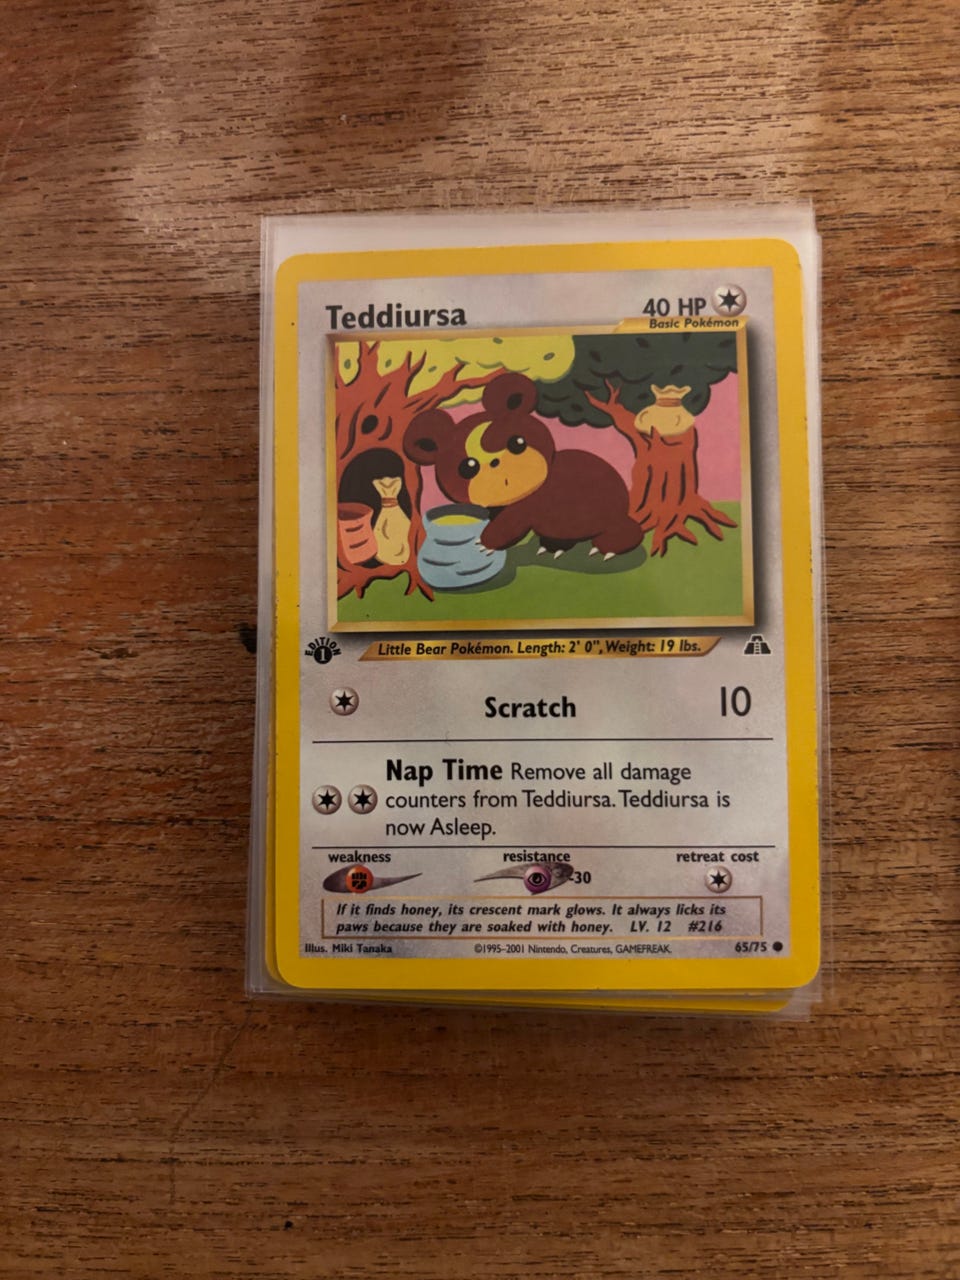 Teddiursa
40 HP
Basic Pokémon
EDITION
1
Little Bear Pokémon. Length: 2' 0", Weight: 19 lbs.
Scratch 10
Nap Time Remove all damage
counters from Teddiursa. Teddiursa is
now Asleep.
weakness resistance retreat cost
-30
If it finds honey, its crescent mark glows. It always licks its
paws because they are soaked with honey. LV. 12 #216
Illus. Miki Tanaka ©1995-2001 Nintendo, Creatures, GAMEFREAK. 65/75